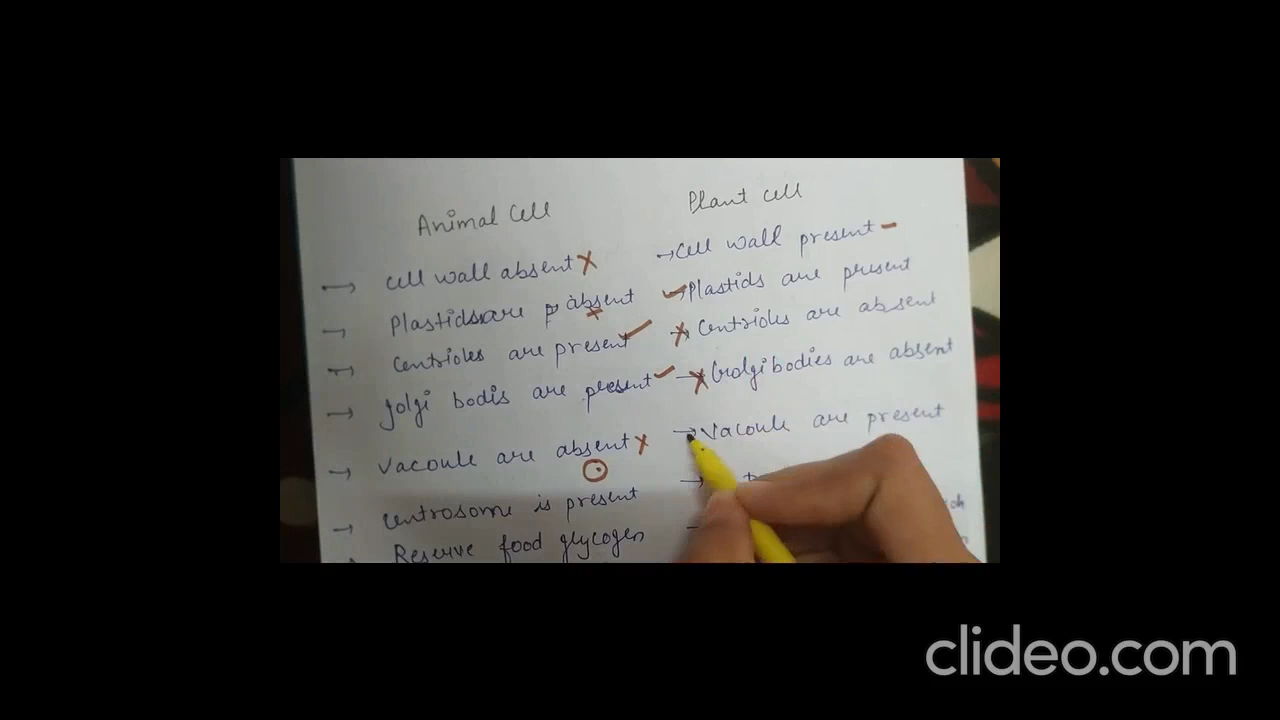 Animal Cell Plant cell
→ Cell wall absent ✗ → Cell wall present -
→ Plastids are p absent → Plastids are present
→ Centrioles are present ✓ → Centrioles are absent
→ golgi bodis are present ✓ → Golgibodies are absent
→ Vacoule are absent ✗ → Vacoule are present
→ Centrosome is present →
→ Reserve food glycogen
clideo.com